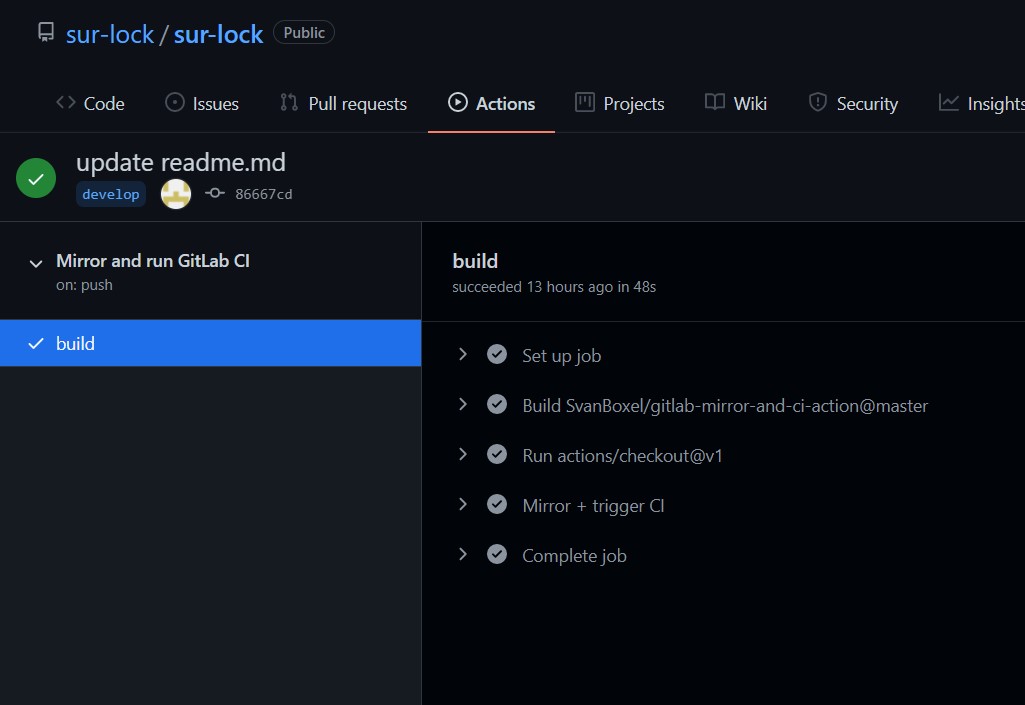 sur-lock / sur-lock Public
Code Issues Pull requests Actions Projects Wiki Security Insights
update readme.md
develop 86667cd
Mirror and run GitLab CI
on: push
build
build
succeeded 13 hours ago in 48s
Set up job
Build SvanBoxel/gitlab-mirror-and-ci-action@master
Run actions/checkout@v1
Mirror + trigger CI
Complete job